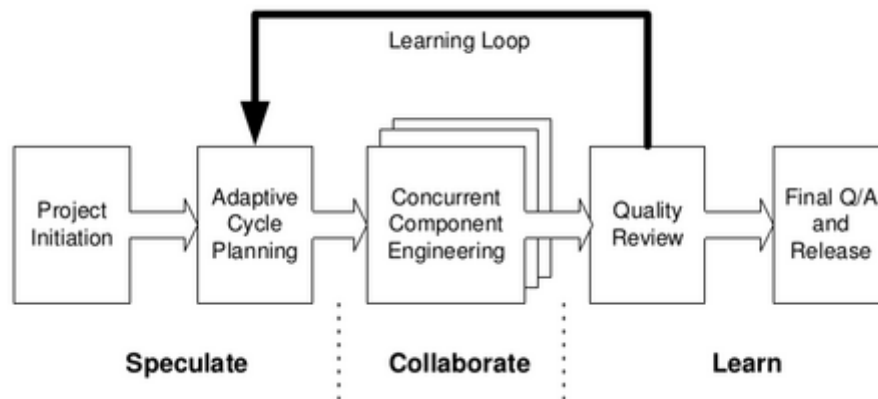 Learning Loop
Project
Initiation
Adaptive
Cycle
Planning
Concurrent
Component
Engineering
Quality
Review
Final Q/A
and
Release
Speculate
Collaborate
Learn